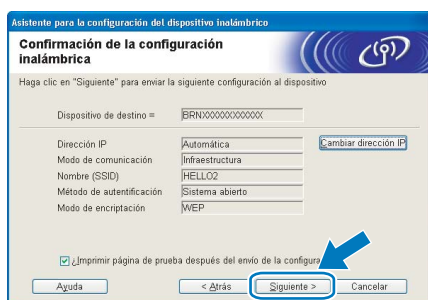 Asistente para la configuración del dispositivo inalámbrico
Confirmación de la configuración
inalámbrica
Haga clic en "Siguiente" para enviar la siguiente configuración al dispositivo
Dispositivo de destino = BRNXXXXXXXXXXXX
Dirección IP Automática Cambiar dirección IP
Modo de comunicación Infraestructura
Nombre (SSID) HELLO2
Método de autentificación Sistema abierto
Modo de encriptación WEP
¿Imprimir página de prueba después del envío de la
Ayuda < Atrás Siguiente > Cancelar